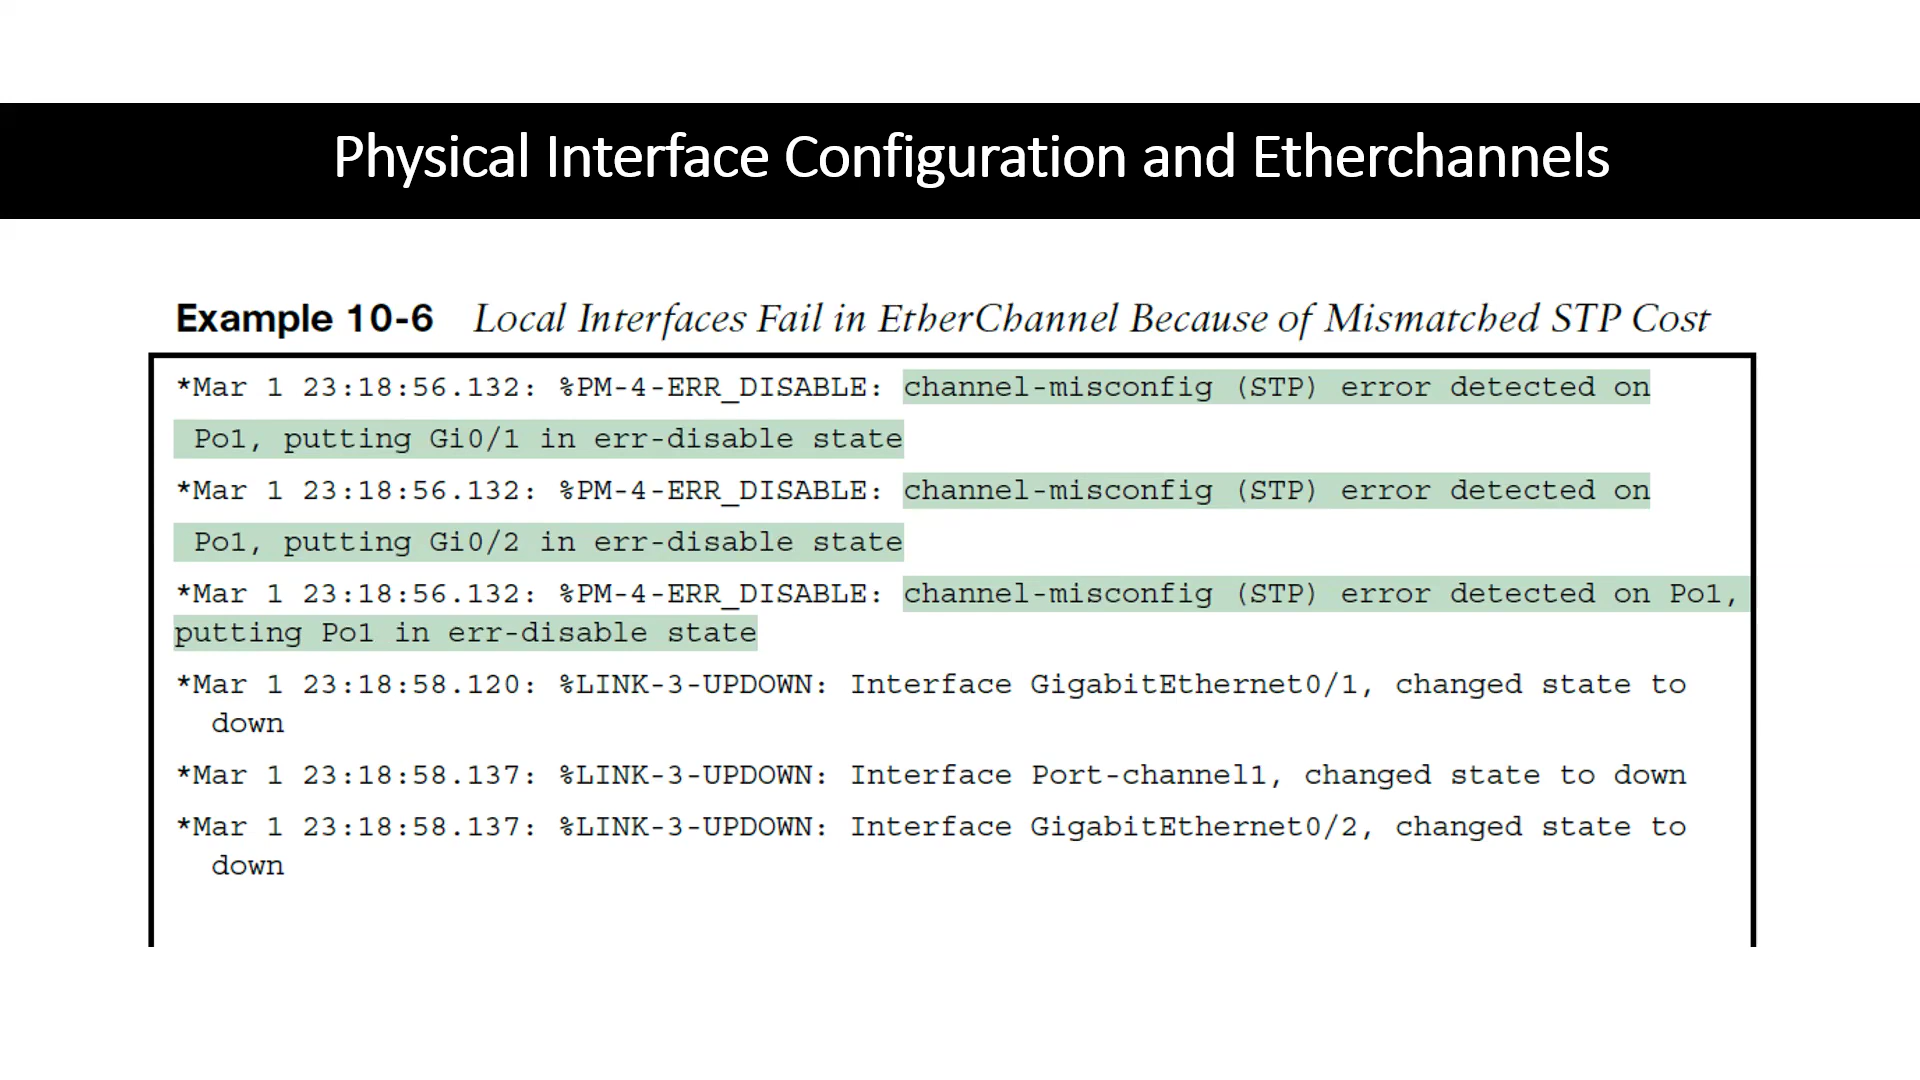 Physical Interface Configuration and Etherchannels
Example 10-6 Local Interfaces Fail in EtherChannel Because of Mismatched STP Cost
*Mar 1 23:18:56.132: %PM-4-ERR_DISABLE: channel-misconfig (STP) error detected on
Po1, putting Gi0/1 in err-disable state
*Mar 1 23:18:56.132: %PM-4-ERR_DISABLE: channel-misconfig (STP) error detected on
Po1, putting Gi0/2 in err-disable state
*Mar 1 23:18:56.132: %PM-4-ERR_DISABLE: channel-misconfig (STP) error detected on Po1,
putting Po1 in err-disable state
*Mar 1 23:18:58.120: %LINK-3-UPDOWN: Interface GigabitEthernet0/1, changed state to
down
*Mar 1 23:18:58.137: %LINK-3-UPDOWN: Interface Port-channel1, changed state to down
*Mar 1 23:18:58.137: %LINK-3-UPDOWN: Interface GigabitEthernet0/2, changed state to
down